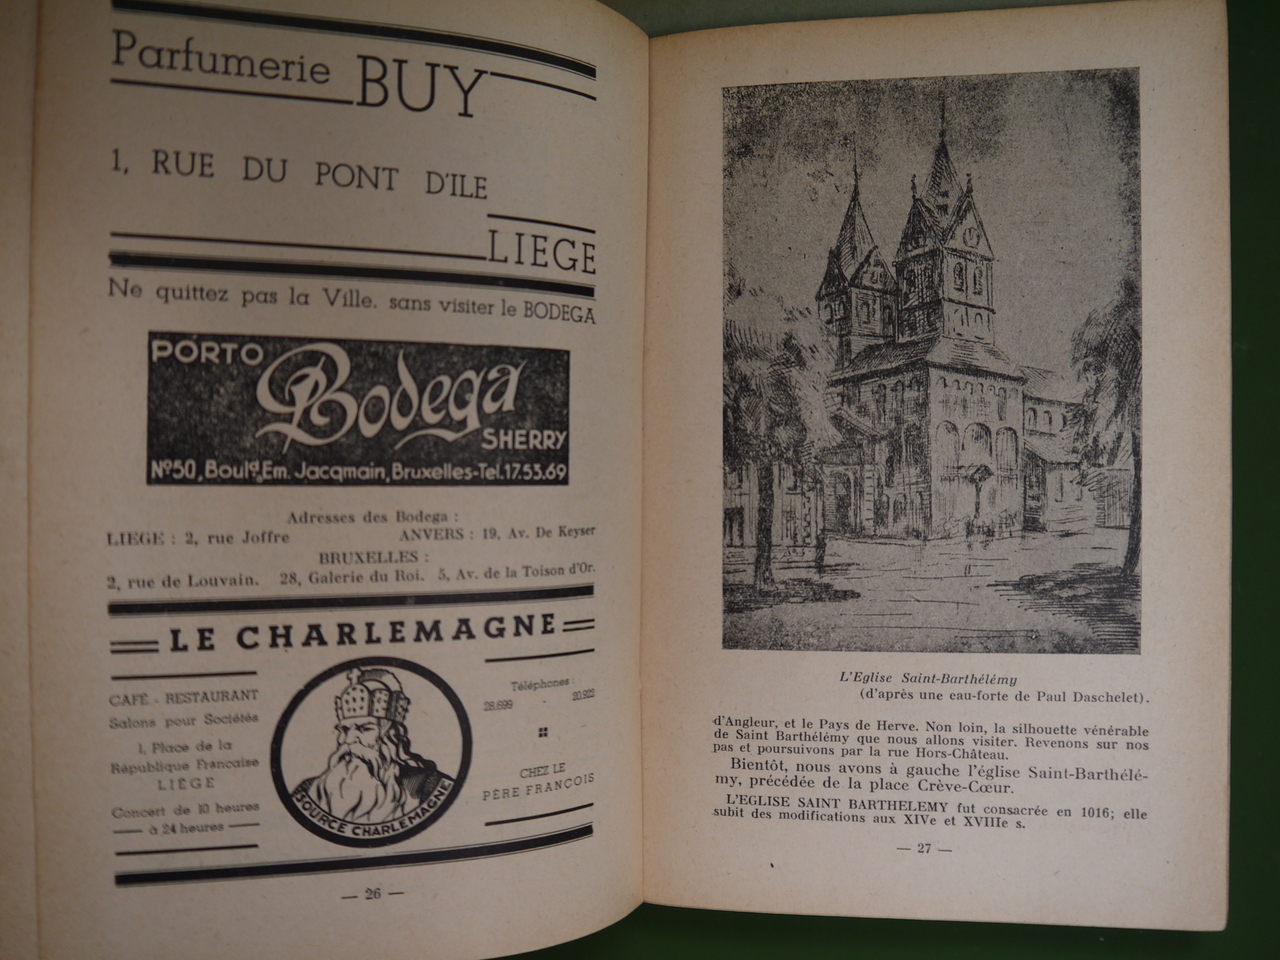 Parfumerie BUY
1, RUE DU PONT D'ILE
LIEGE
Ne quittez pas la Ville. sans visiter le BODEGA
PORTO
Bodega
SHERRY
Nº50, Bould. Em. Jacqmain, Bruxelles-Tel. 17.53.69
Adresses des Bodega :
LIEGE : 2, rue Joffre ANVERS : 19, Av. De Keyser
BRUXELLES :
2, rue de Louvain. 28, Galerie du Roi. 5, Av. de la Toison d'Or.
LE CHARLEMAGNE
CAFÉ - RESTAURANT
Salons pour Sociétés
1, Place de la
République Française
LIÉGE
Concert de 10 heures
à 24 heures
SOURCE CHARLEMAGNE
Téléphones :
28.699 - 20.922
CHEZ LE
PÈRE FRANÇOIS
— 26 —
L'Eglise Saint-Barthélémy
(d'après une eau-forte de Paul Daschelet).
d'Angleur, et le Pays de Herve. Non loin, la silhouette vénérable
de Saint Barthélémy que nous allons visiter. Revenons sur nos
pas et poursuivons par la rue Hors-Château.
Bientôt, nous avons à gauche l'église Saint-Barthélé-
my, précédée de la place Crève-Cœur.
L'EGLISE SAINT BARTHELEMY fut consacrée en 1016; elle
subit des modifications aux XIVe et XVIIIe s.
— 27 —